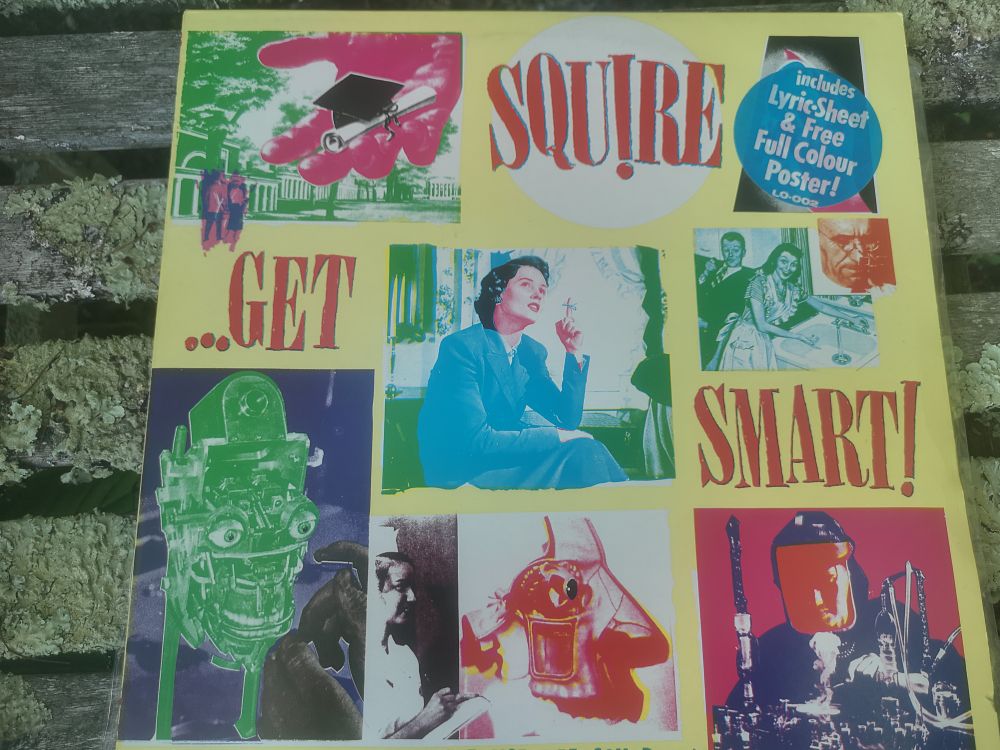 SQU!RE
includes
Lyric-Sheet
& Free
Full Colour
Poster!
LO-002
...GET
SMART!